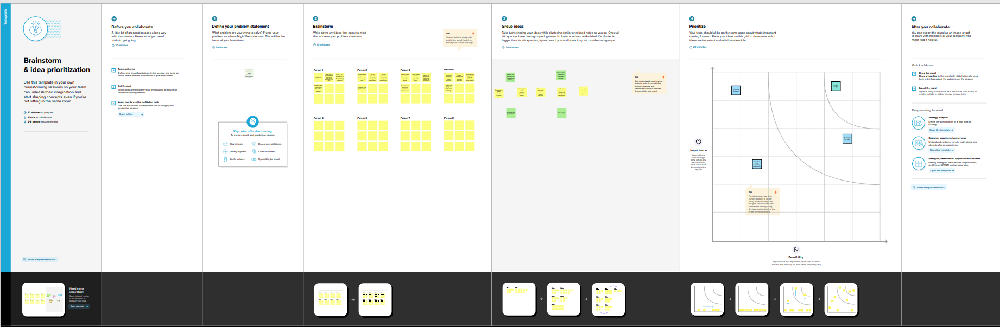 Template
Brainstorm
& idea prioritization
Use this template in your own
brainstorming sessions so your team
can unleash their imagination and
start shaping concepts even if you're
not sitting in the same room.
10 minutes to prepare
1 hour to collaborate
2-8 people recommended
Share template feedback
Need some
inspiration?
See a finished version
of this template to
kickstart your work.
Open example
Before you collaborate
A little bit of preparation goes a long way
with this session. Here's what you need
to do to get going.
10 minutes
Team gathering
Define who should participate in the session and send an
invite. Share relevant information or pre-work ahead.
Set the goal
Think about the problem you'll be focusing on solving in
the brainstorming session.
Learn how to use the facilitation tools
Use the Facilitation Superpowers to run a happy and
productive session.
Open article
1
Define your problem statement
What problem are you trying to solve? Frame your
problem as a How Might We statement. This will be the
focus of your brainstorm.
5 minutes
Key rules of brainstorming
To run an smooth and productive session
Stay in topic.
Encourage wild ideas.
Defer judgment.
Listen to others.
Go for volume.
If possible, be visual.
2
Brainstorm
Write down any ideas that come to mind
that address your problem statement.
10 minutes
TIP
You can select a sticky note
and hit the pencil [switch to
sketch] icon to start drawing!
Person 1
Person 2
Person 3
Person 4
Person 5
Person 6
Person 7
Person 8
3
Group ideas
Take turns sharing your ideas while clustering similar or related notes as you go. Once all
sticky notes have been grouped, give each cluster a sentence-like label. If a cluster is
bigger than six sticky notes, try and see if you and break it up into smaller sub-groups.
20 minutes
TIP
Add customizable tags to sticky
notes to make it easier to find,
browse, organize, and
categorize important ideas as
themes within your mural.
4
Prioritize
Your team should all be on the same page about what's important
moving forward. Place your ideas on this grid to determine which
ideas are important and which are feasible.
20 minutes
Importance
If each of these
tasks could get
done without any
difficulty or cost,
which would have
the most positive
impact?
TIP
Participants can use their
cursors to point at where
sticky notes should go on
the grid. The facilitator can
confirm the spot by using
the laser pointer holding the
H key on the keyboard.
Feasibility
Regardless of their importance, which tasks are more
feasible than others? (Cost, time, effort, complexity, etc.)
After you collaborate
You can export the mural as an image or pdf
to share with members of your company who
might find it helpful.
Quick add-ons
Share the mural
Share a view link to the mural with stakeholders to keep
them in the loop about the outcomes of the session.
Export the mural
Export a copy of the mural as a PNG or PDF to attach to
emails, include in slides, or save in your drive.
Keep moving forward
Strategy blueprint
Define the components of a new idea or
strategy.
Open the template
Customer experience journey map
Understand customer needs, motivations, and
obstacles for an experience.
Open the template
Strengths, weaknesses, opportunities & threats
Identify strengths, weaknesses, opportunities,
and threats (SWOT) to develop a plan.
Open the template
Share template feedback